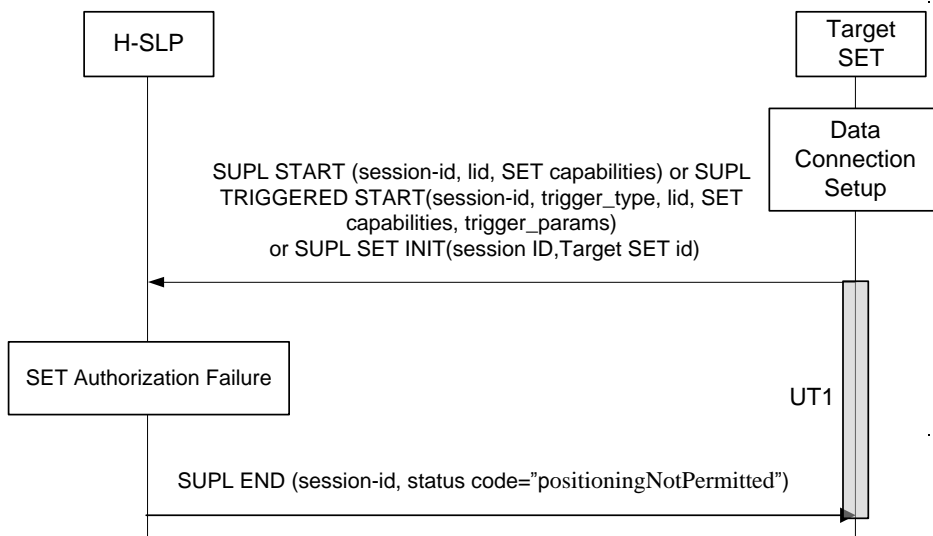 H-SLP
Target
SET
Data
Connection
Setup
SUPL START (session-id, lid, SET capabilities) or SUPL
TRIGGERED START(session-id, trigger_type, lid, SET
capabilities, trigger_params)
or SUPL SET INIT(session ID,Target SET id)
SET Authorization Failure
UT1
SUPL END (session-id, status code=”positioningNotPermitted”)